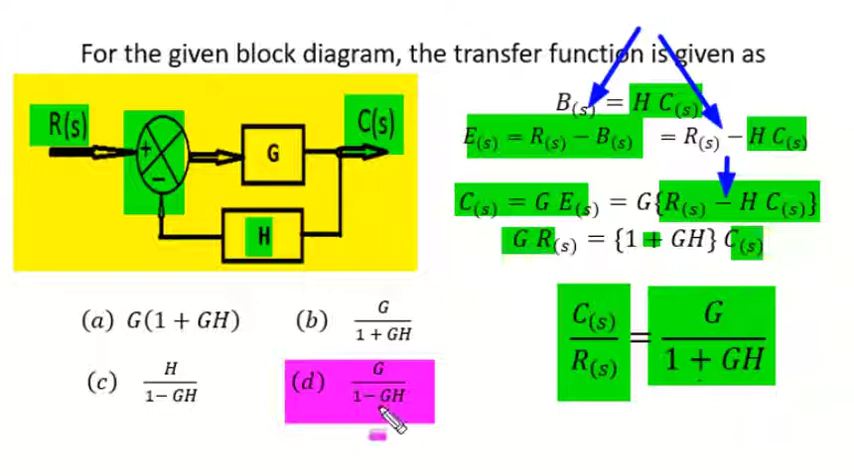 For the given block diagram, the transfer function is given as
R(s)
+
−
G
C(s)
H
B(s) = H C(s)
E(s) = R(s) − B(s) = R(s) − H C(s)
C(s) = G E(s) = G{R(s) − H C(s)}
G R(s) = {1 + GH} C(s)
C(s)/R(s) = G/(1 + GH)
(a) G(1 + GH) (b) G/(1 + GH)
(c) H/(1− GH) (d) G/(1− GH)